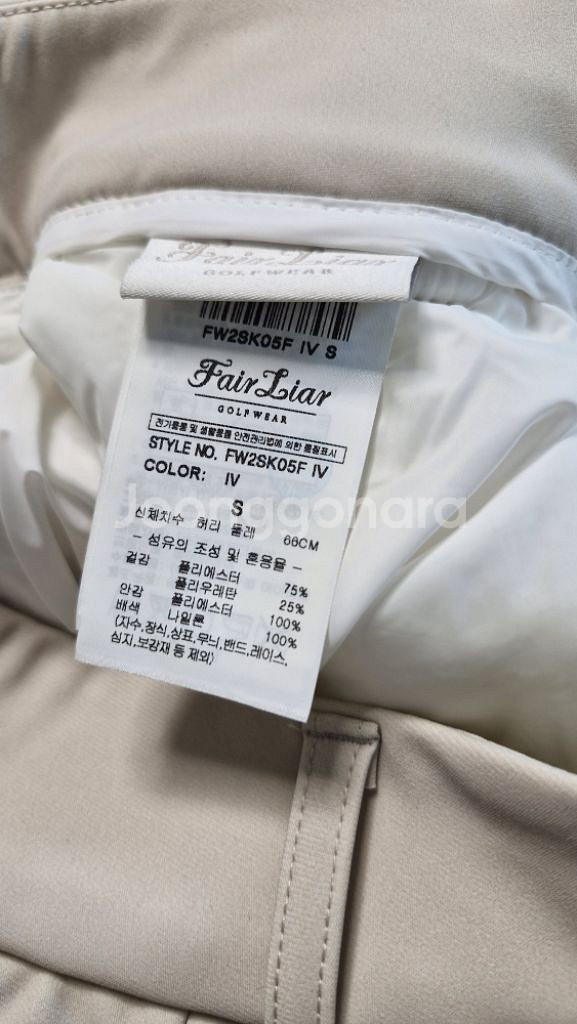 Fair Liar
GOLFWEAR
FW2SK05F IV S
Fair Liar
GOLFWEAR
전기용품 및 생활용품 안전관리법에 의한 품질표시
STYLE NO. FW2SK05F IV
COLOR: IV
S
Joonggonara
신체치수 허리 둘레 66CM
- 섬유의 조성 및 혼용율 -
겉감 폴리에스터 75%
폴리우레탄 25%
안감 폴리에스터 100%
배색 나일론 100%
(자수,장식,상표,무늬,밴드,레이스,
심지,보강재 등 제외)